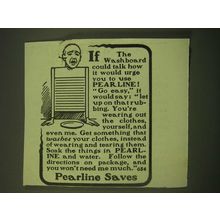 If The
Washboard
could talk how
it would urge
you to use
PEARLINE!
"Go easy," it
would say: "let
up on that rub-
bing. You're
wearing out
the clothes,
yourself, and
even me. Get something that
washes your clothes, instead
of wearing and tearing them.
Soak the things in PEARL-
INE and water. Follow the
directions on package, and
you won't need me much." 654
Pearline Saves